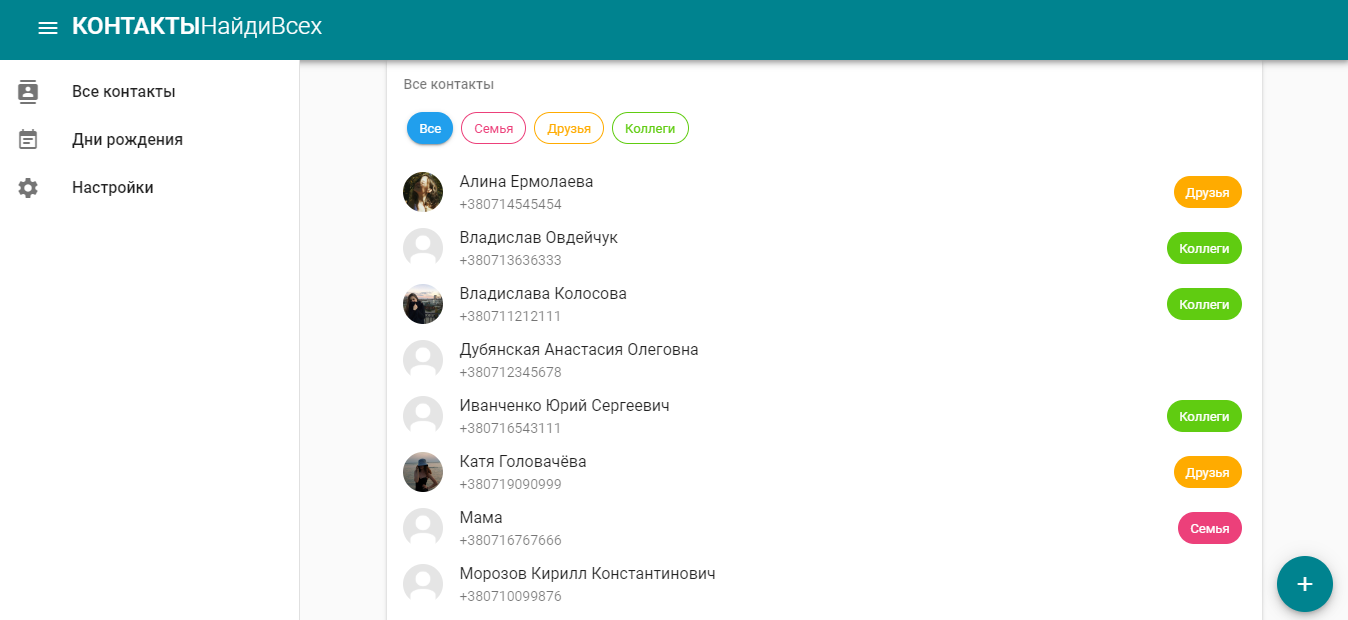 КОНТАКТЫНайдиВсех
Все контакты
Дни рождения
Настройки
Все контакты
Все Семья Друзья Коллеги
Алина Ермолаева
+380714545454
Друзья
Владислав Овдейчук
+380713636333
Коллеги
Владислава Колосова
+380711212111
Коллеги
Дубянская Анастасия Олеговна
+380712345678
Иванченко Юрий Сергеевич
+380716543111
Коллеги
Катя Головачёва
+380719090999
Друзья
Мама
+380716767666
Семья
Морозов Кирилл Константинович
+380710099876
+